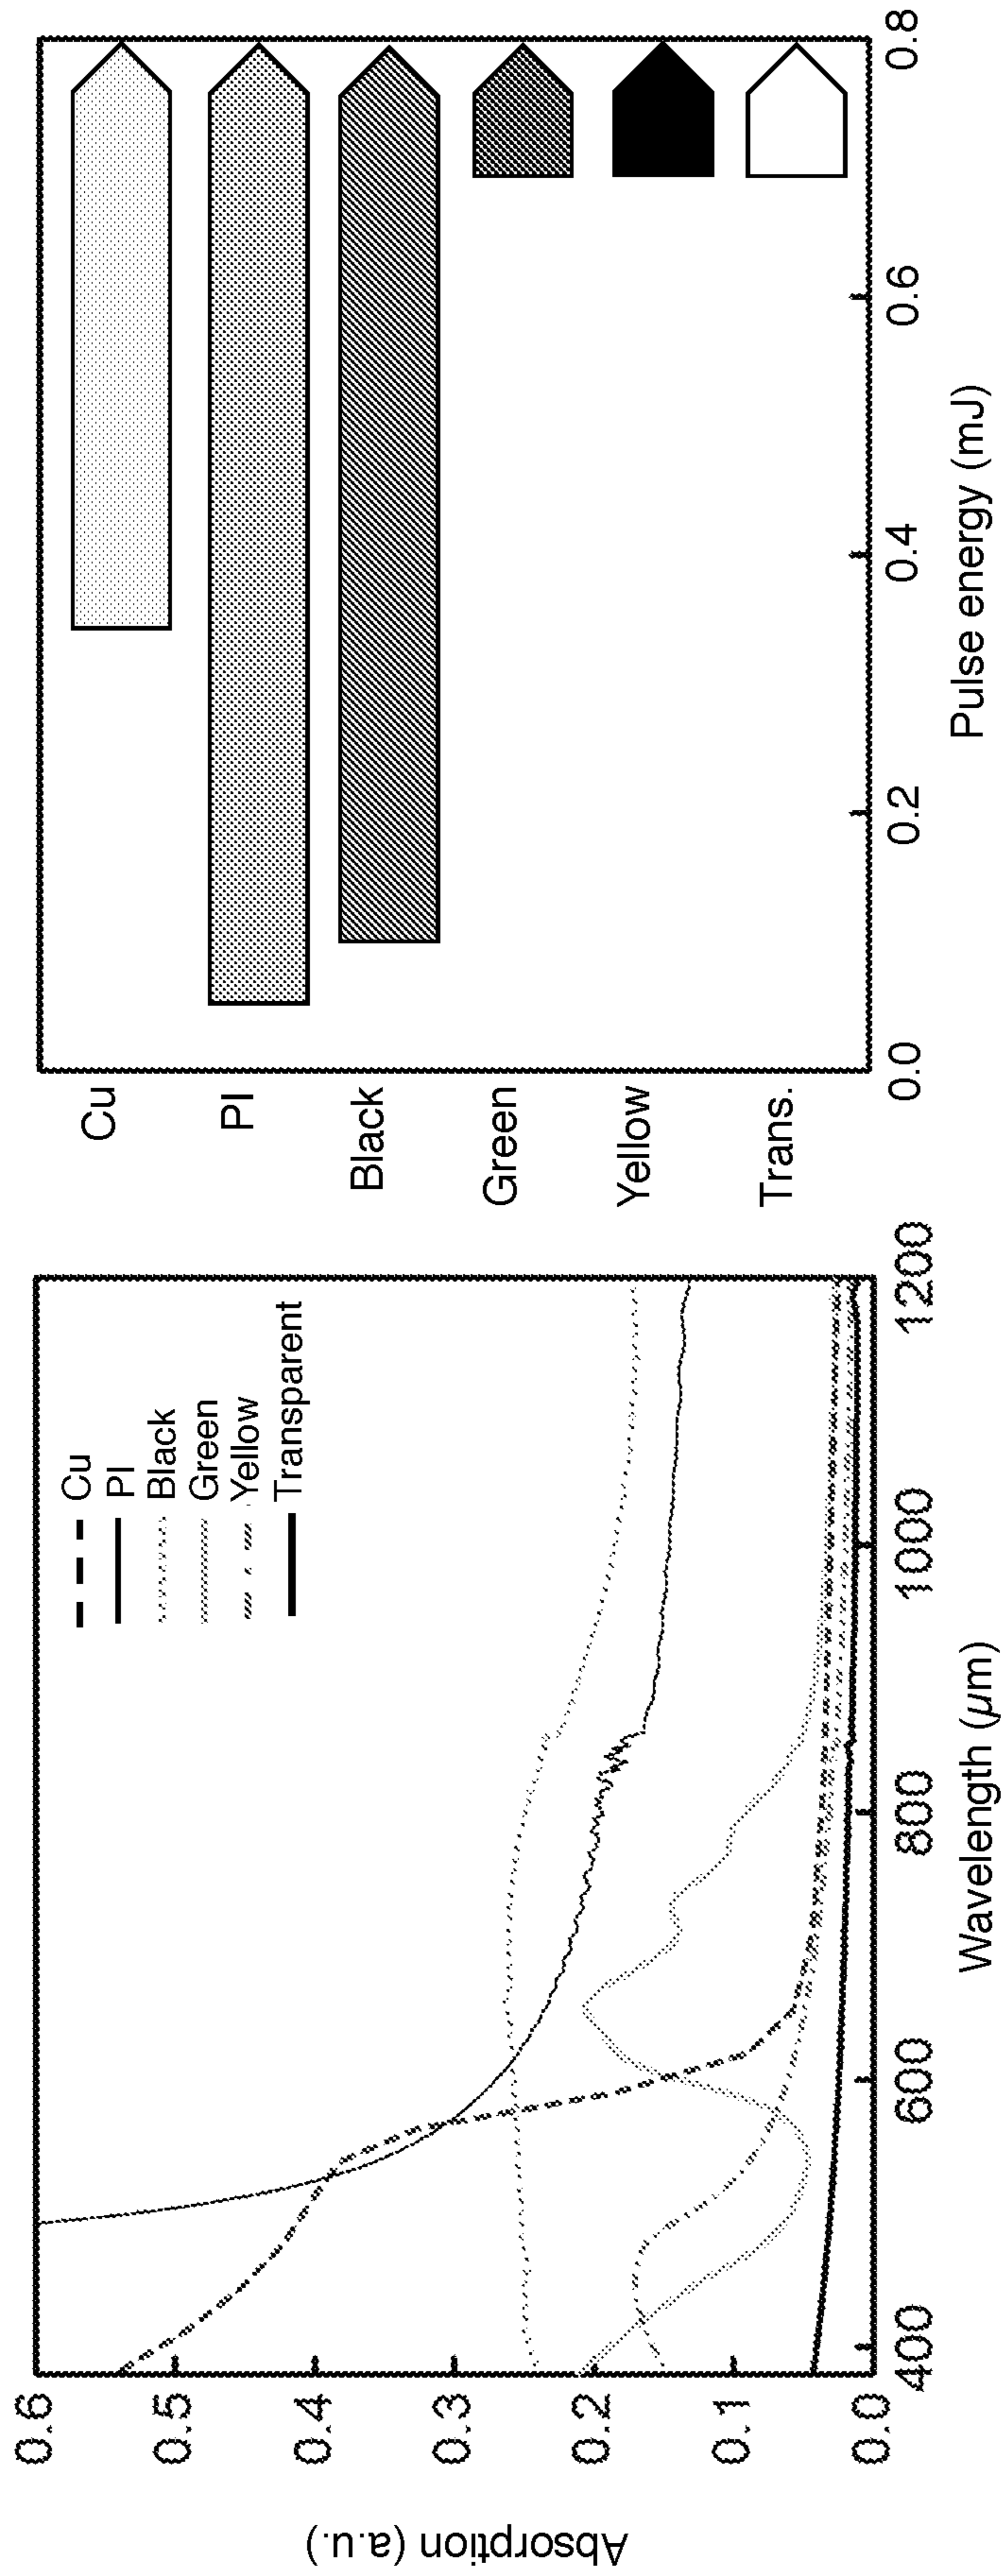 Absorption (a.u.)
0.6
0.5
0.4
0.3
0.2
0.1
0.0
400
600
800
1000
1200
Wavelength (µm)
Cu
PI
Black
Green
Yellow
Transparent
Cu
PI
Black
Green
Yellow
Trans.
0.0
0.2
0.4
0.6
0.8
Pulse energy (mJ)